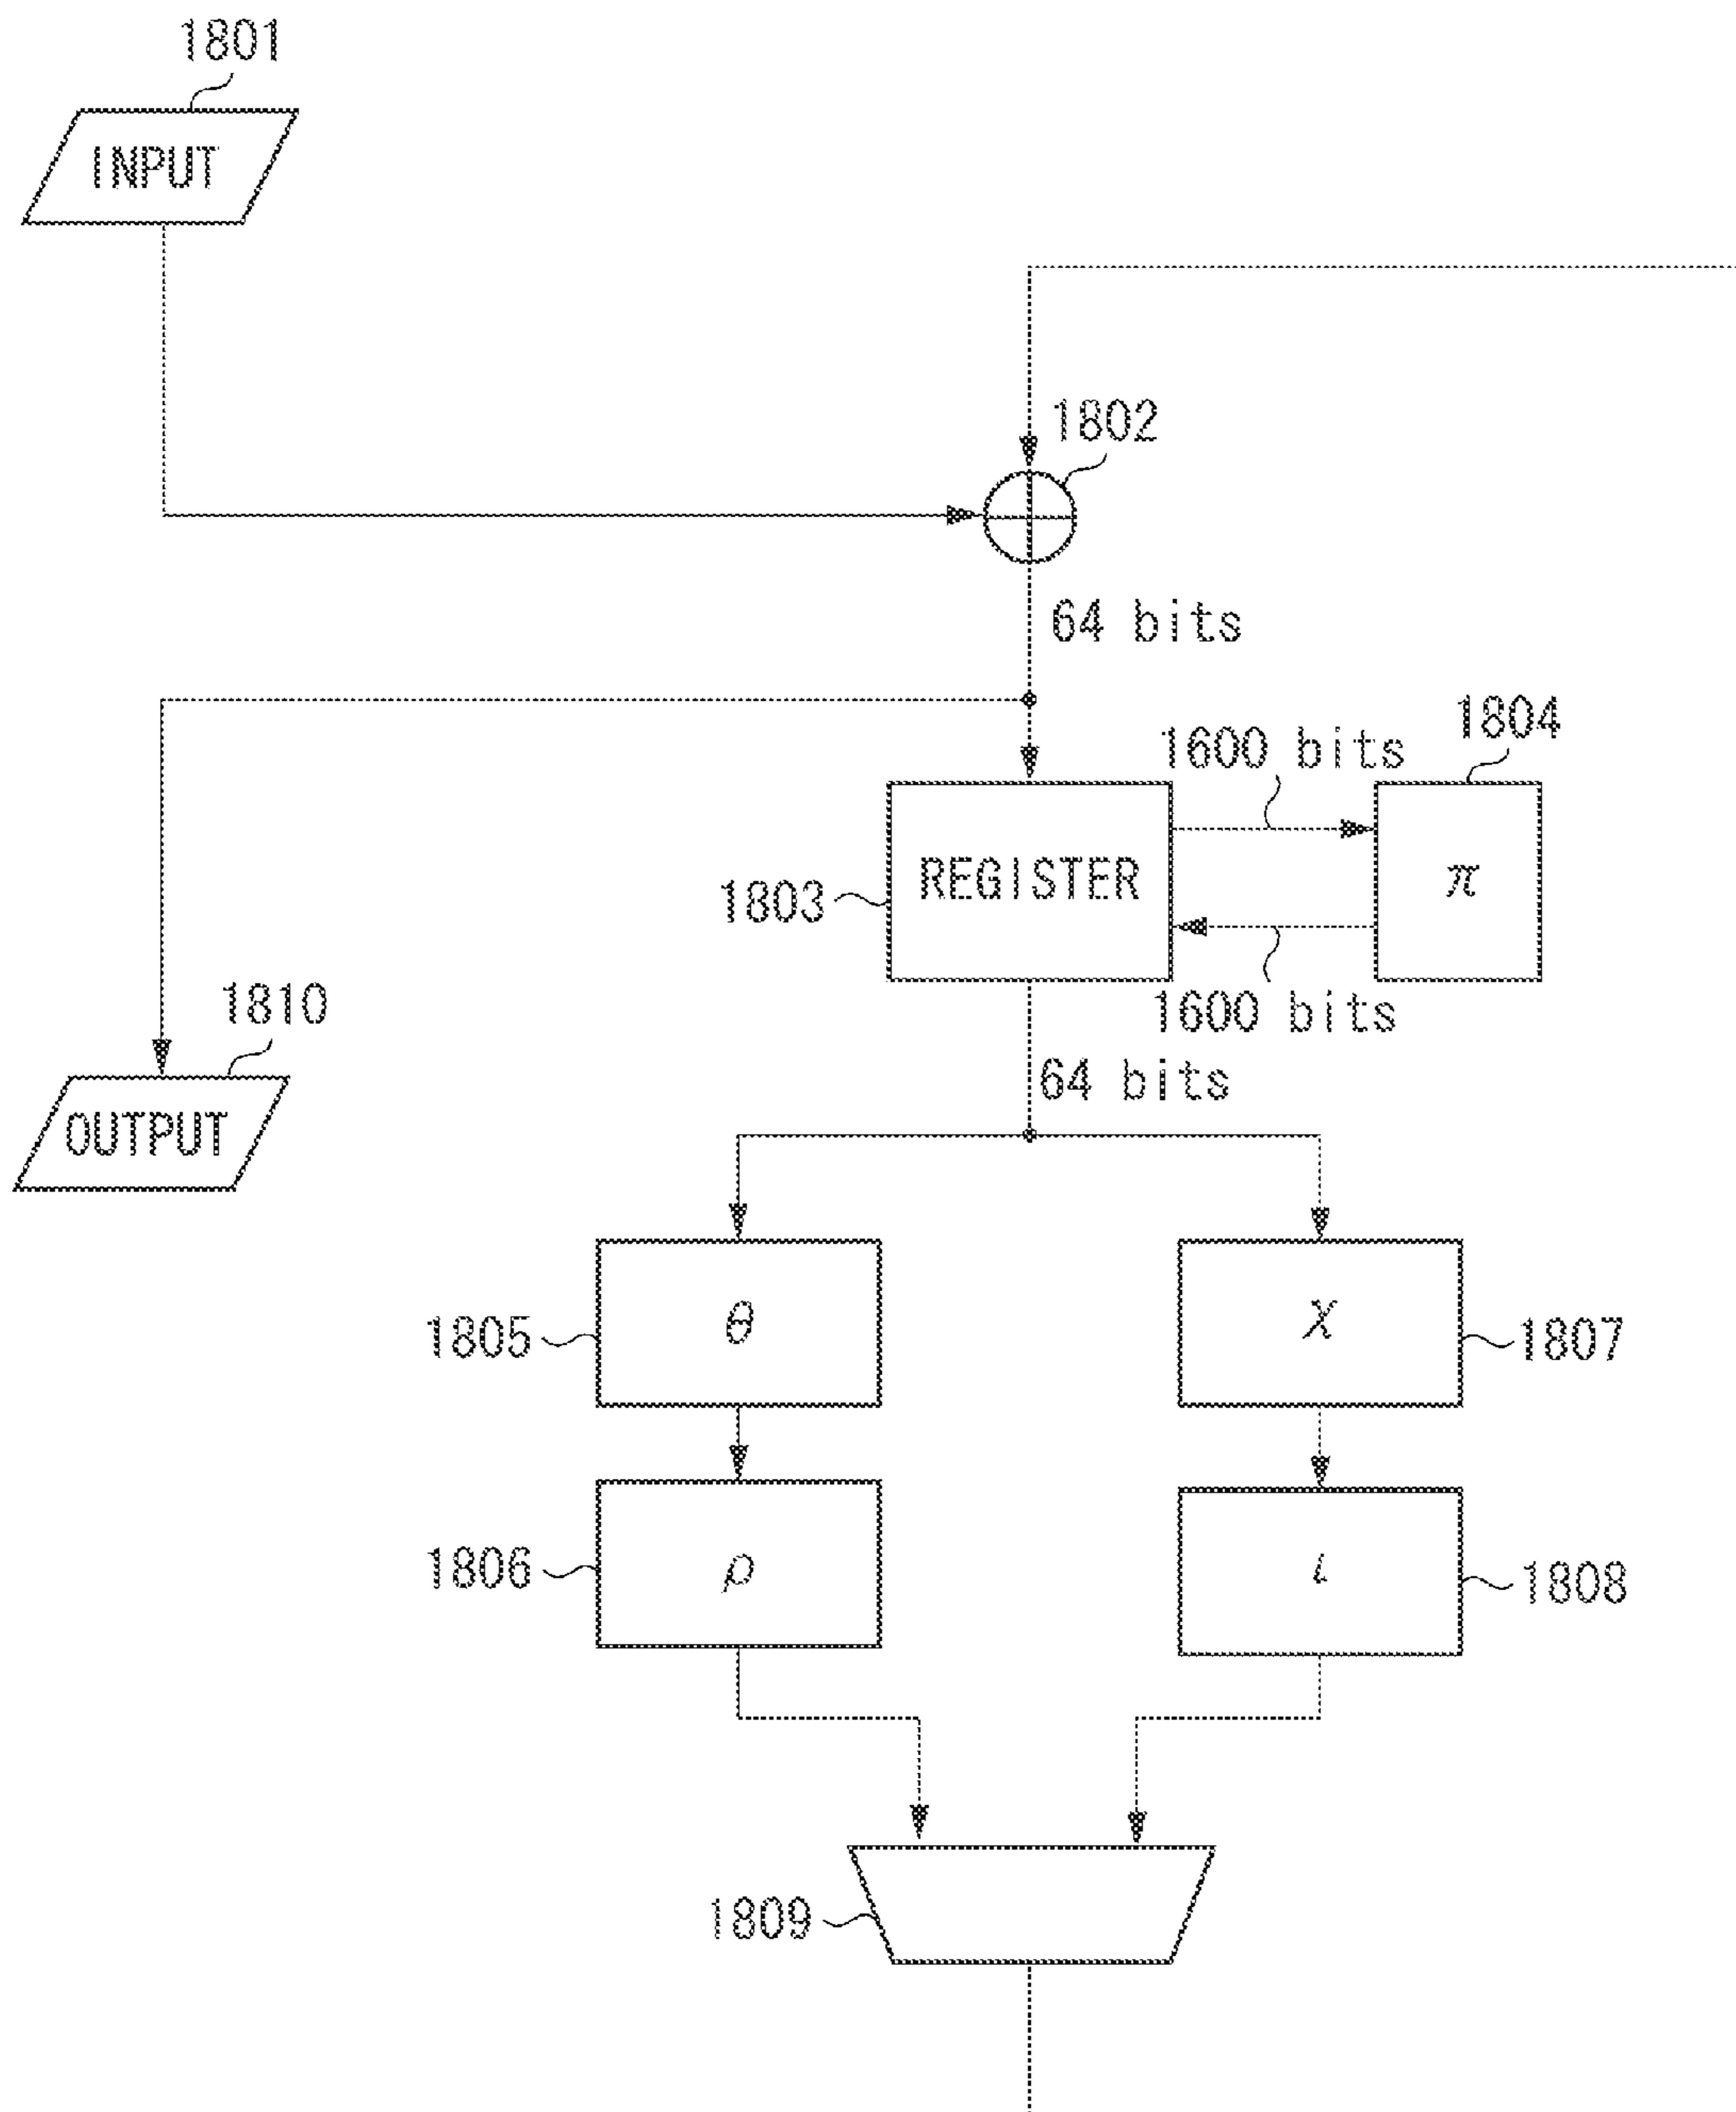 1801
INPUT
1802
64 bits
1804
1600 bits
REGISTER
π
1803
1600 bits
1810
64 bits
OUTPUT
θ
χ
1805
1807
ρ
ι
1806
1808
1809